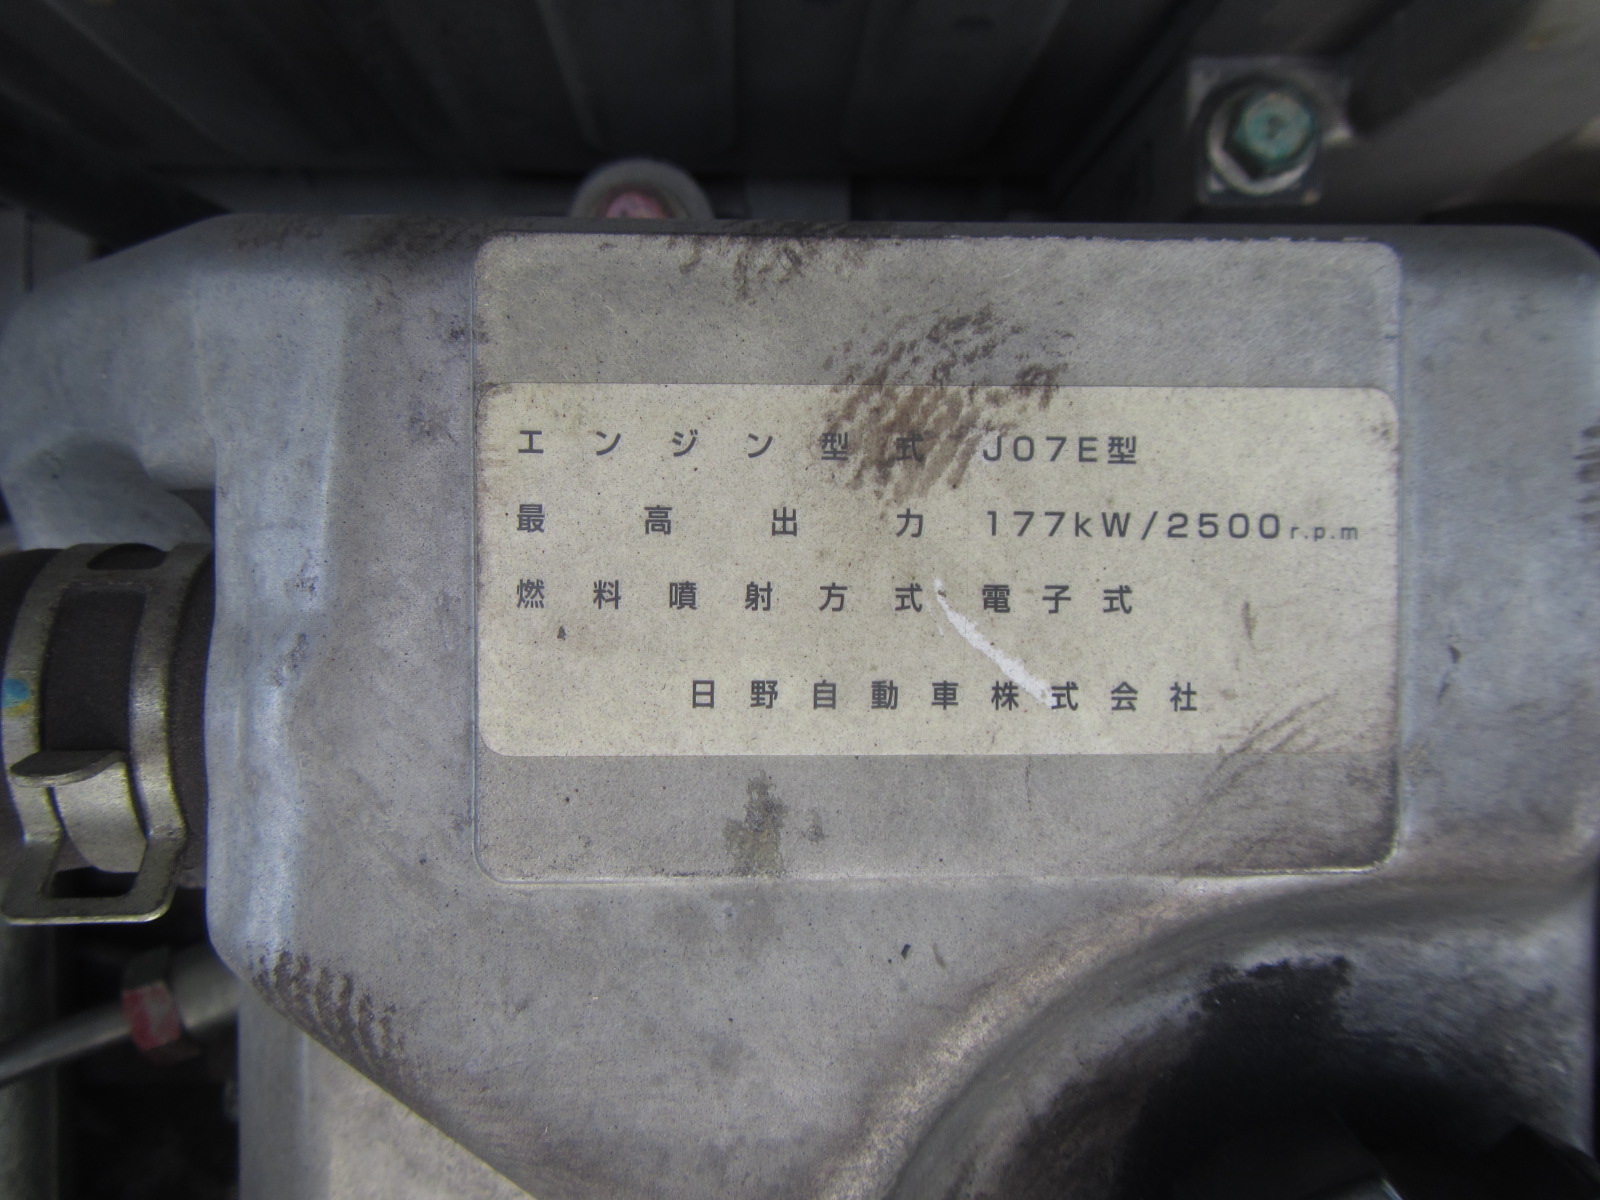 エンジン型式 J07E型
最高出力 177kW/2500r.p.m
燃料噴射方式 電子式
日野自動車株式会社